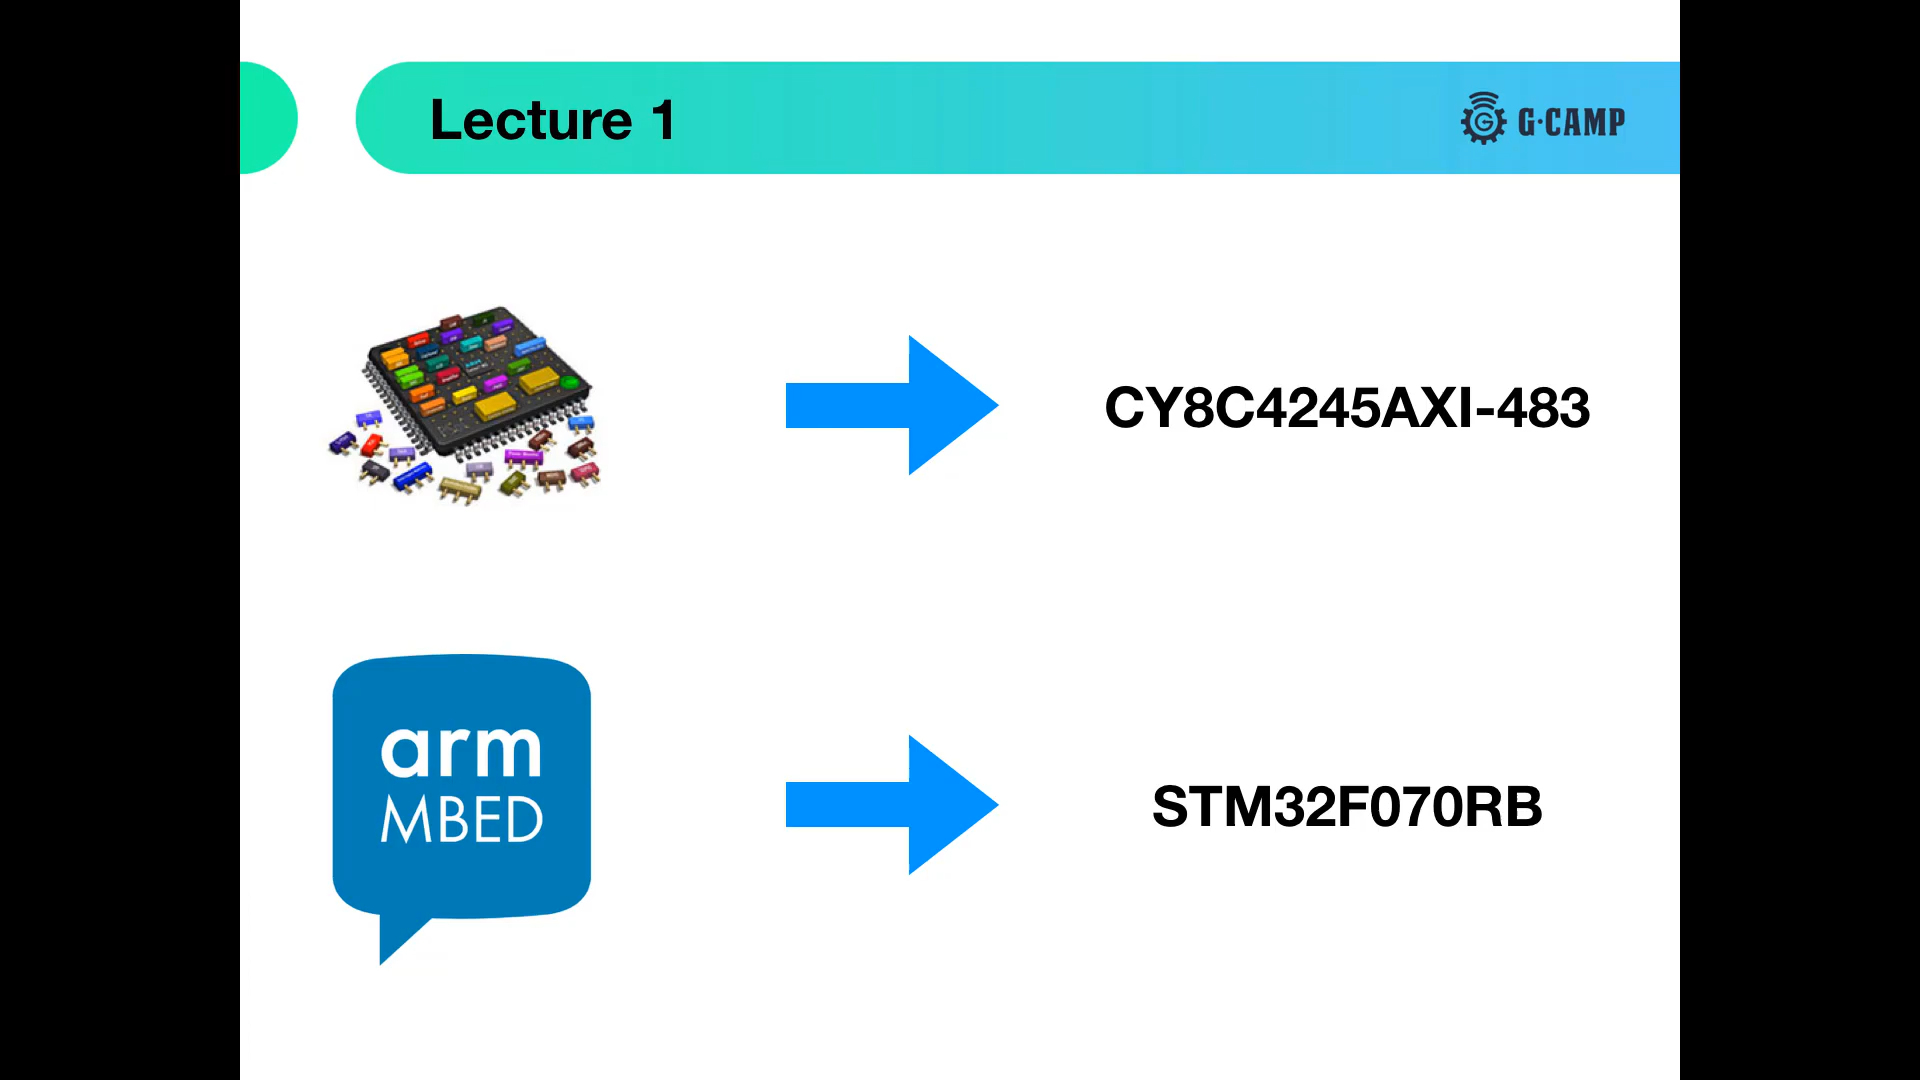 Lecture 1
G·CAMP
CY8C4245AXI-483
arm
MBED
STM32F070RB